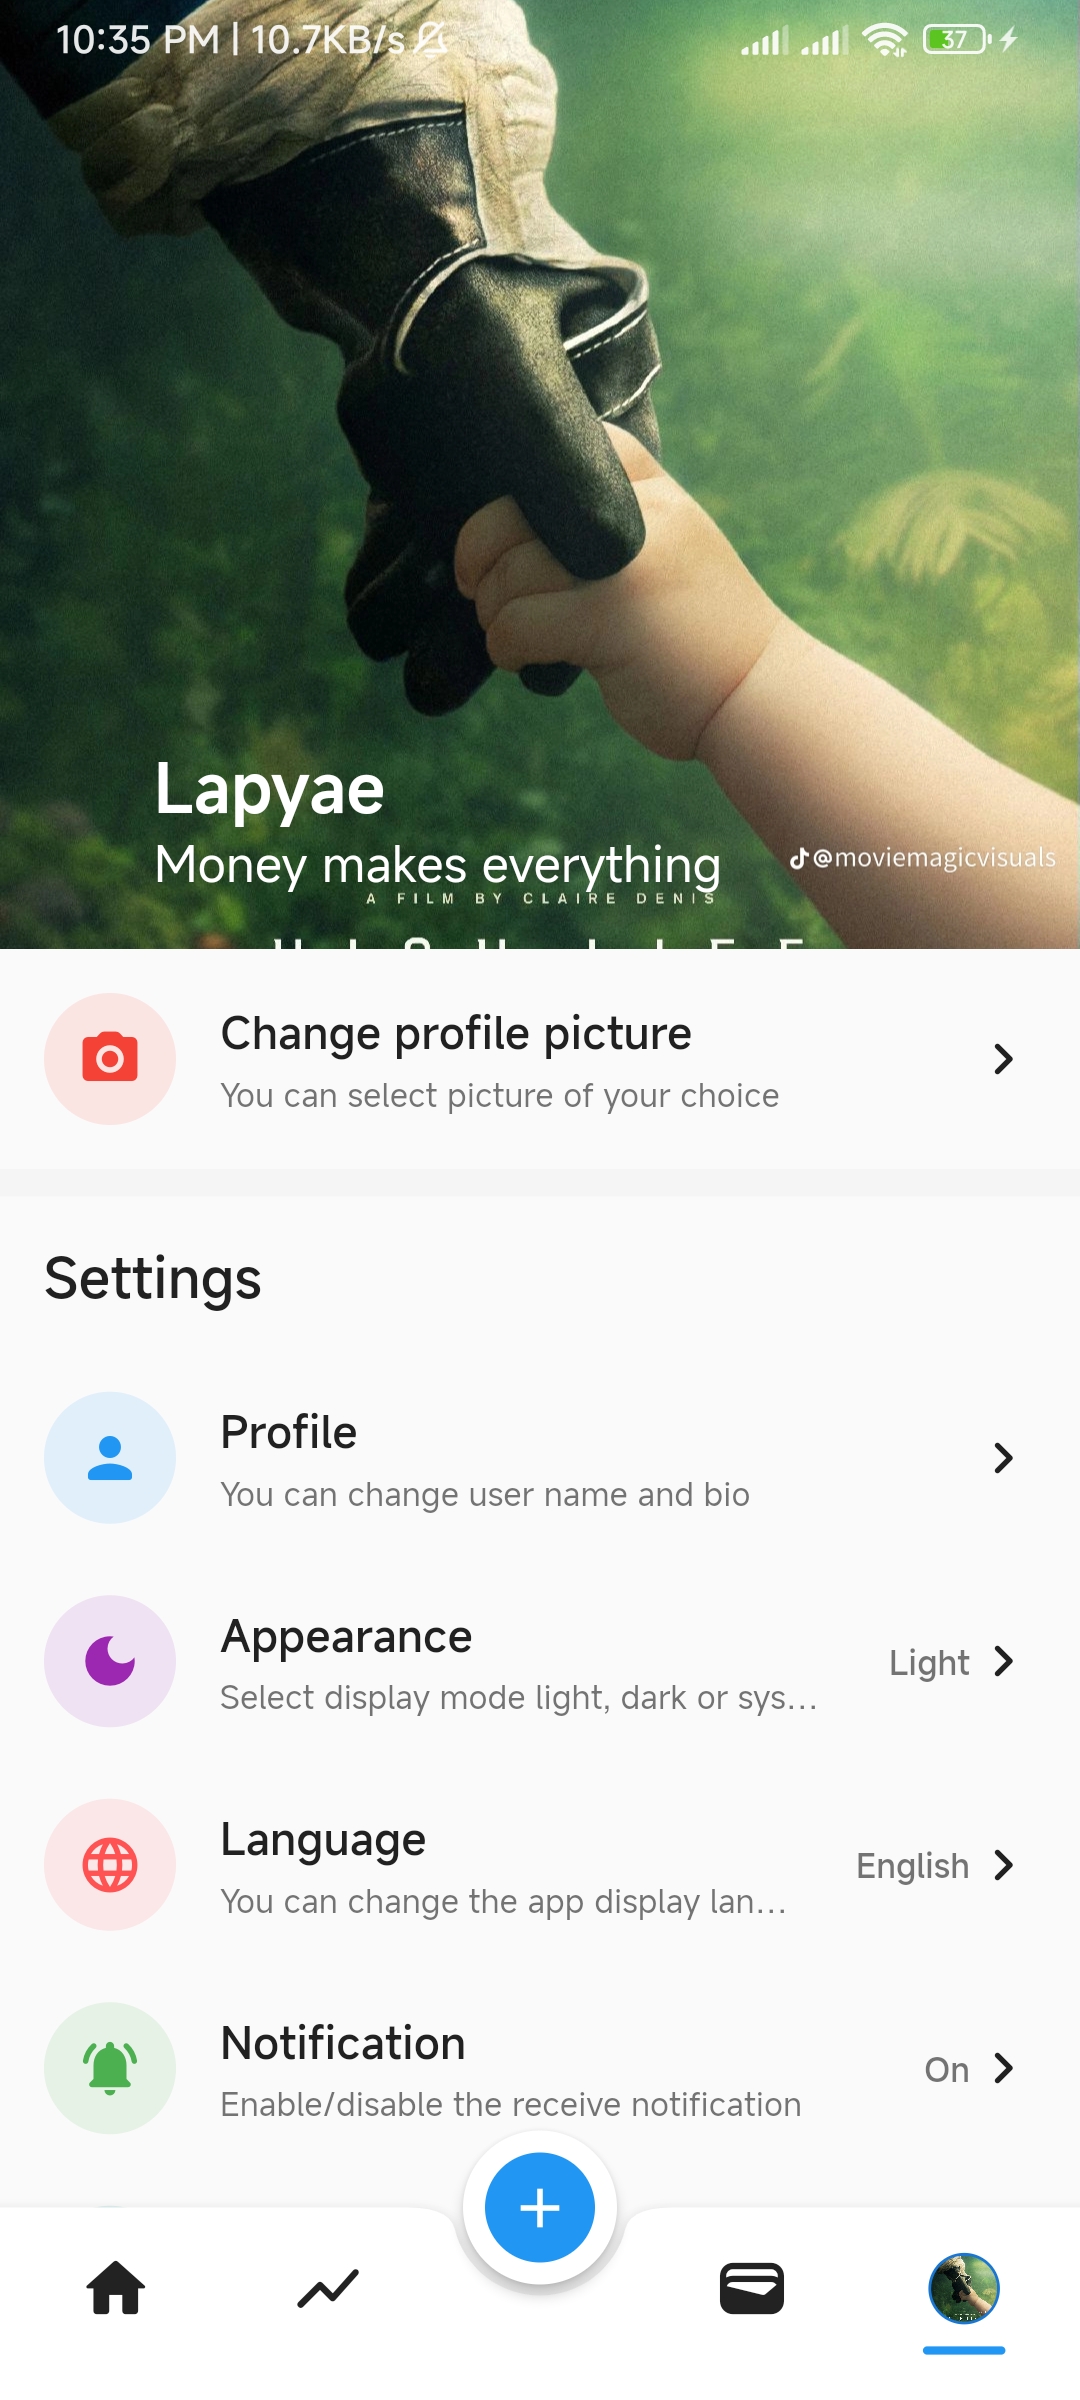 10:35 PM | 10.7KB/s
37
Lapyae
Money makes everything
@moviemagicvisuals
A FILM BY CLAIRE DENIS
Change profile picture
You can select picture of your choice
Settings
Profile
You can change user name and bio
Appearance
Light
Select display mode light, dark or sys...
Language
English
You can change the app display lan...
Notification
On
Enable/disable the receive notification